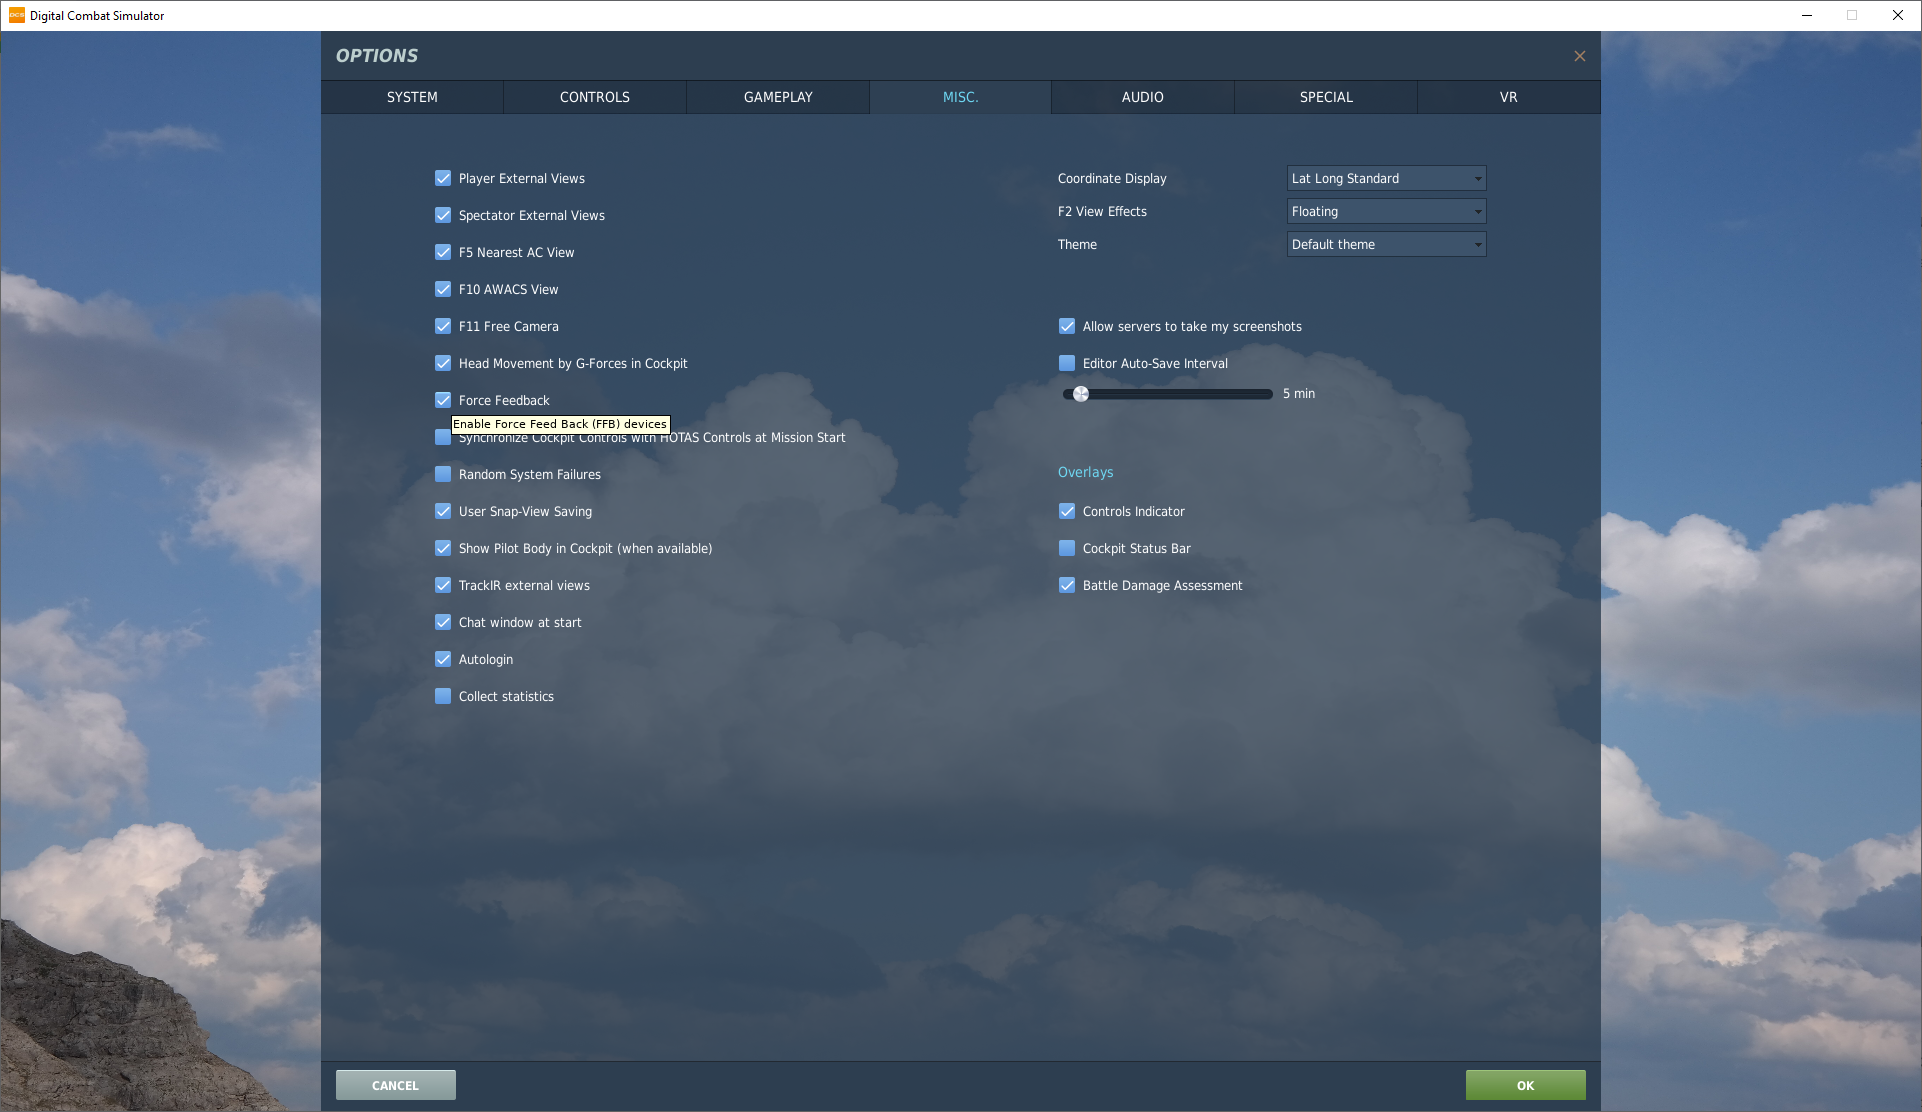 DCS
Digital Combat Simulator
OPTIONS
SYSTEM
CONTROLS
GAMEPLAY
MISC.
AUDIO
SPECIAL
VR
Player External Views
Spectator External Views
F5 Nearest AC View
F10 AWACS View
F11 Free Camera
Head Movement by G-Forces in Cockpit
Force Feedback
Enable Force Feed Back (FFB) devices
Synchronize Cockpit Controls with HOTAS Controls at Mission Start
Random System Failures
User Snap-View Saving
Show Pilot Body in Cockpit (when available)
TrackIR external views
Chat window at start
Autologin
Collect statistics
Coordinate Display
Lat Long Standard
F2 View Effects
Floating
Theme
Default theme
Allow servers to take my screenshots
Editor Auto-Save Interval
5 min
Overlays
Controls Indicator
Cockpit Status Bar
Battle Damage Assessment
CANCEL
OK